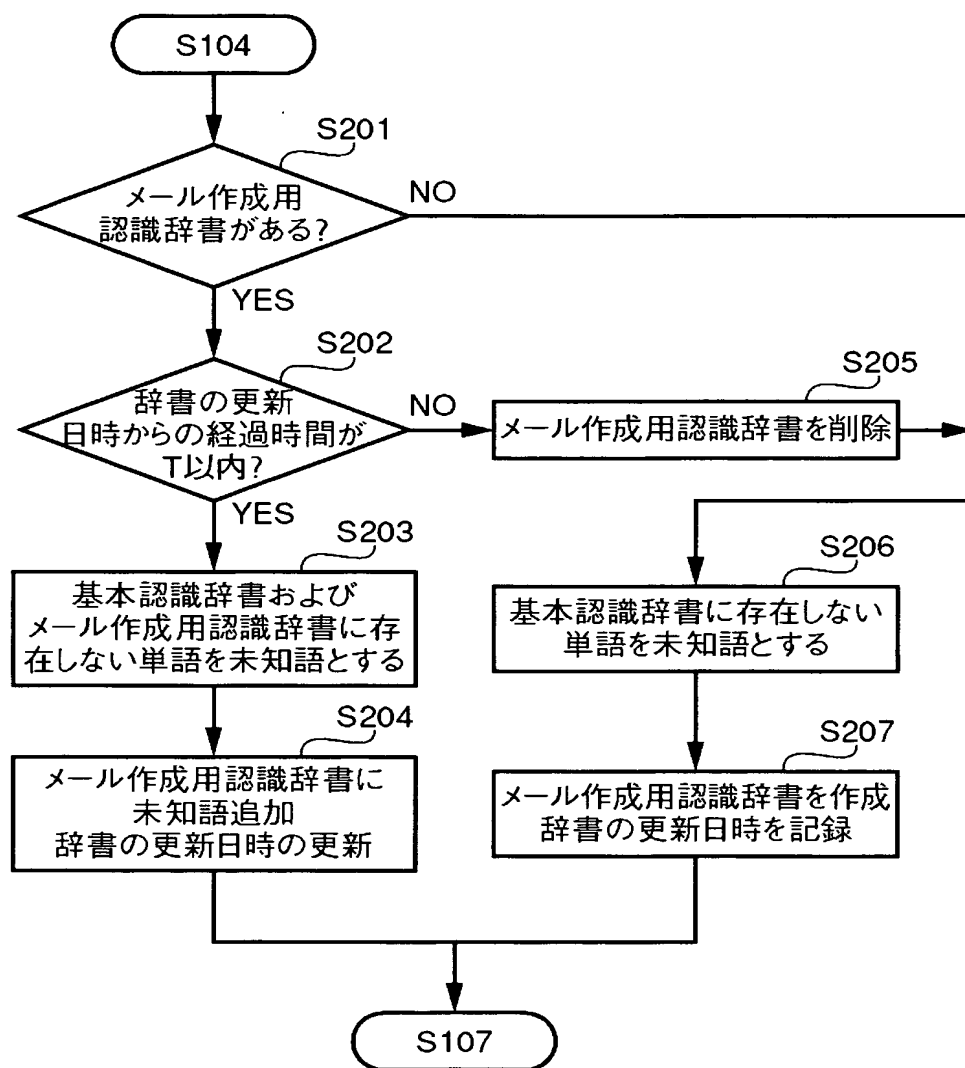 S104
S201
メール作成用
認識辞書がある?
NO
YES
S202
辞書の更新
日時からの経過時間が
T以内?
NO
YES
S205
メール作成用認識辞書を削除
S203
基本認識辞書および
メール作成用認識辞書に存
在しない単語を未知語とする
S206
基本認識辞書に存在しない
単語を未知語とする
S204
メール作成用認識辞書に
未知語追加
辞書の更新日時の更新
S207
メール作成用認識辞書を作成
辞書の更新日時を記録
S107